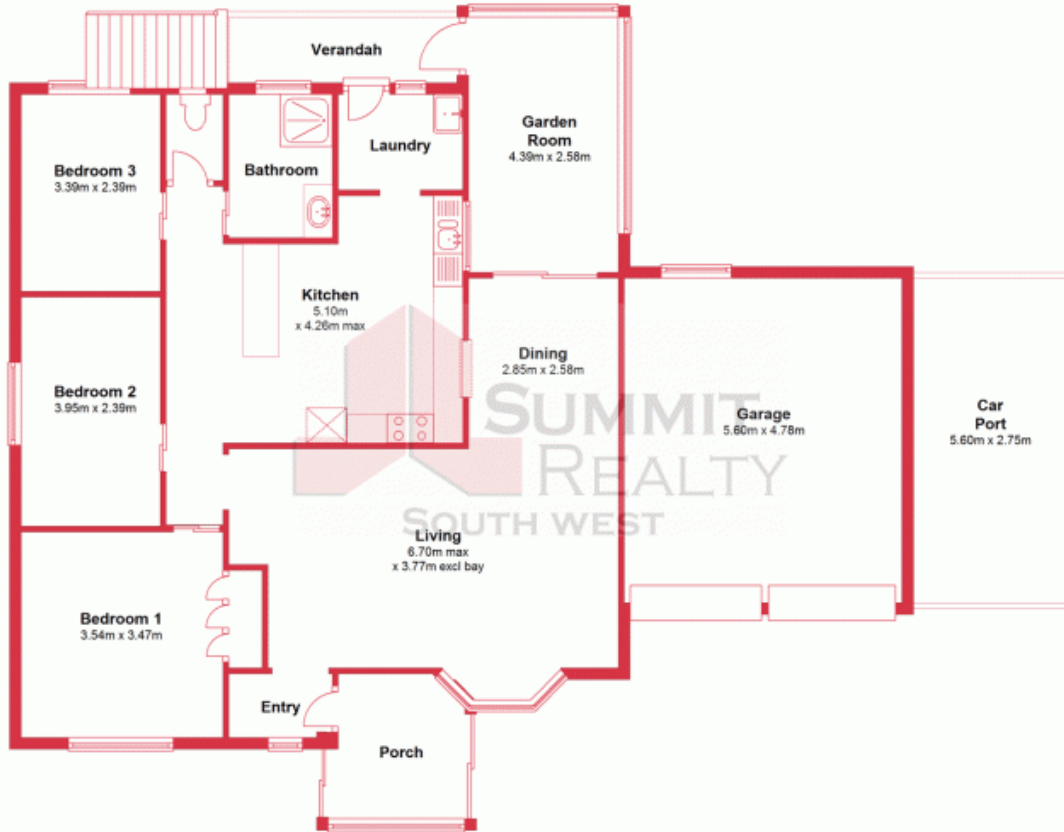 Verandah
Garden
Room
4.39m x 2.58m
Bedroom 3
3.39m x 2.39m
Bathroom
Laundry
Kitchen
5.10m
x 4.26m max
Dining
2.85m x 2.58m
Bedroom 2
3.95m x 2.39m
Garage
5.60m x 4.78m
Car
Port
5.60m x 2.75m
SUMMIT
REALTY
SOUTH WEST
Living
6.70m max
x 3.77m excl bay
Bedroom 1
3.54m x 3.47m
Entry
Porch